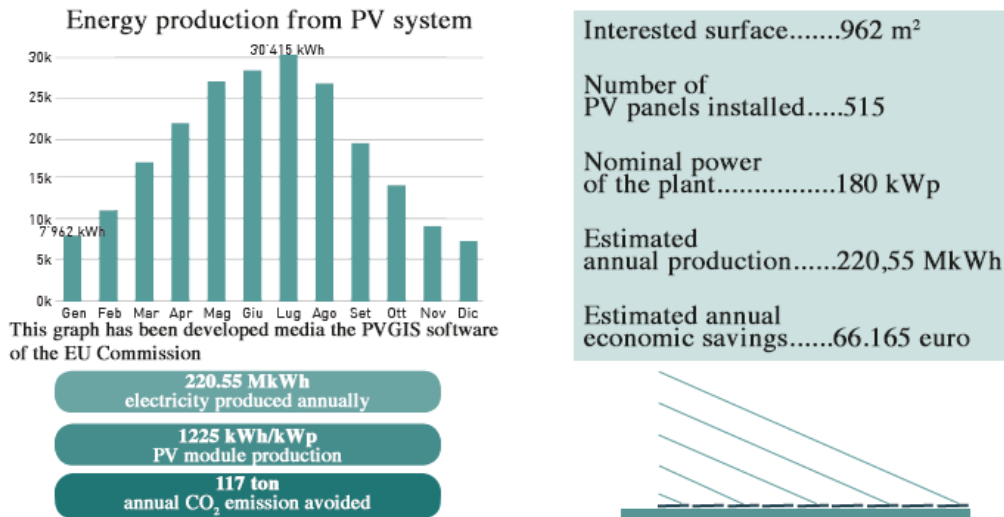 Energy production from PV system
30'415 kWh
30k
25k
20k
15k
10k
7'962 kWh
5k
0k
Gen Feb Mar Apr Mag Giu Lug Ago Set Ott Nov Dic
This graph has been developed media the PVGIS software
of the EU Commission
220.55 MkWh
electricity produced annually
1225 kWh/kWp
PV module production
117 ton
annual CO₂ emission avoided
Interested surface.......962 m²
Number of
PV panels installed.....515
Nominal power
of the plant................180 kWp
Estimated
annual production......220,55 MkWh
Estimated annual
economic savings......66.165 euro